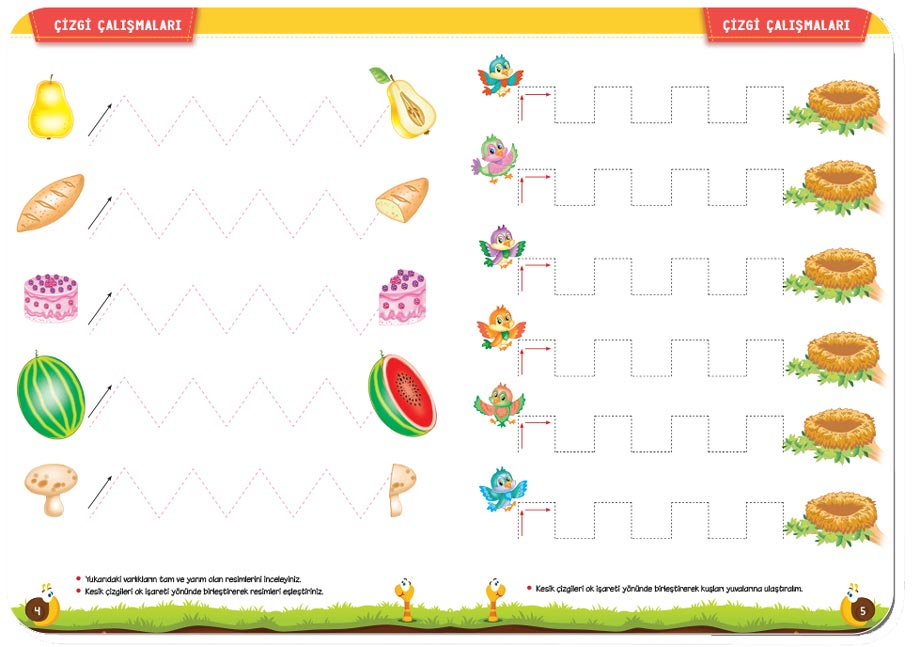 ÇİZGİ ÇALIŞMALARI
Yukarıdaki varlıkların tam ve yarım olan resimlerini inceleyiniz.
Kesik çizgileri ok işareti yönünde birleştirerek resimleri eşleştiriniz.
4
ÇİZGİ ÇALIŞMALARI
Kesik çizgileri ok işareti yönünde birleştirerek kuşları yuvalarına ulaştıralım.
5